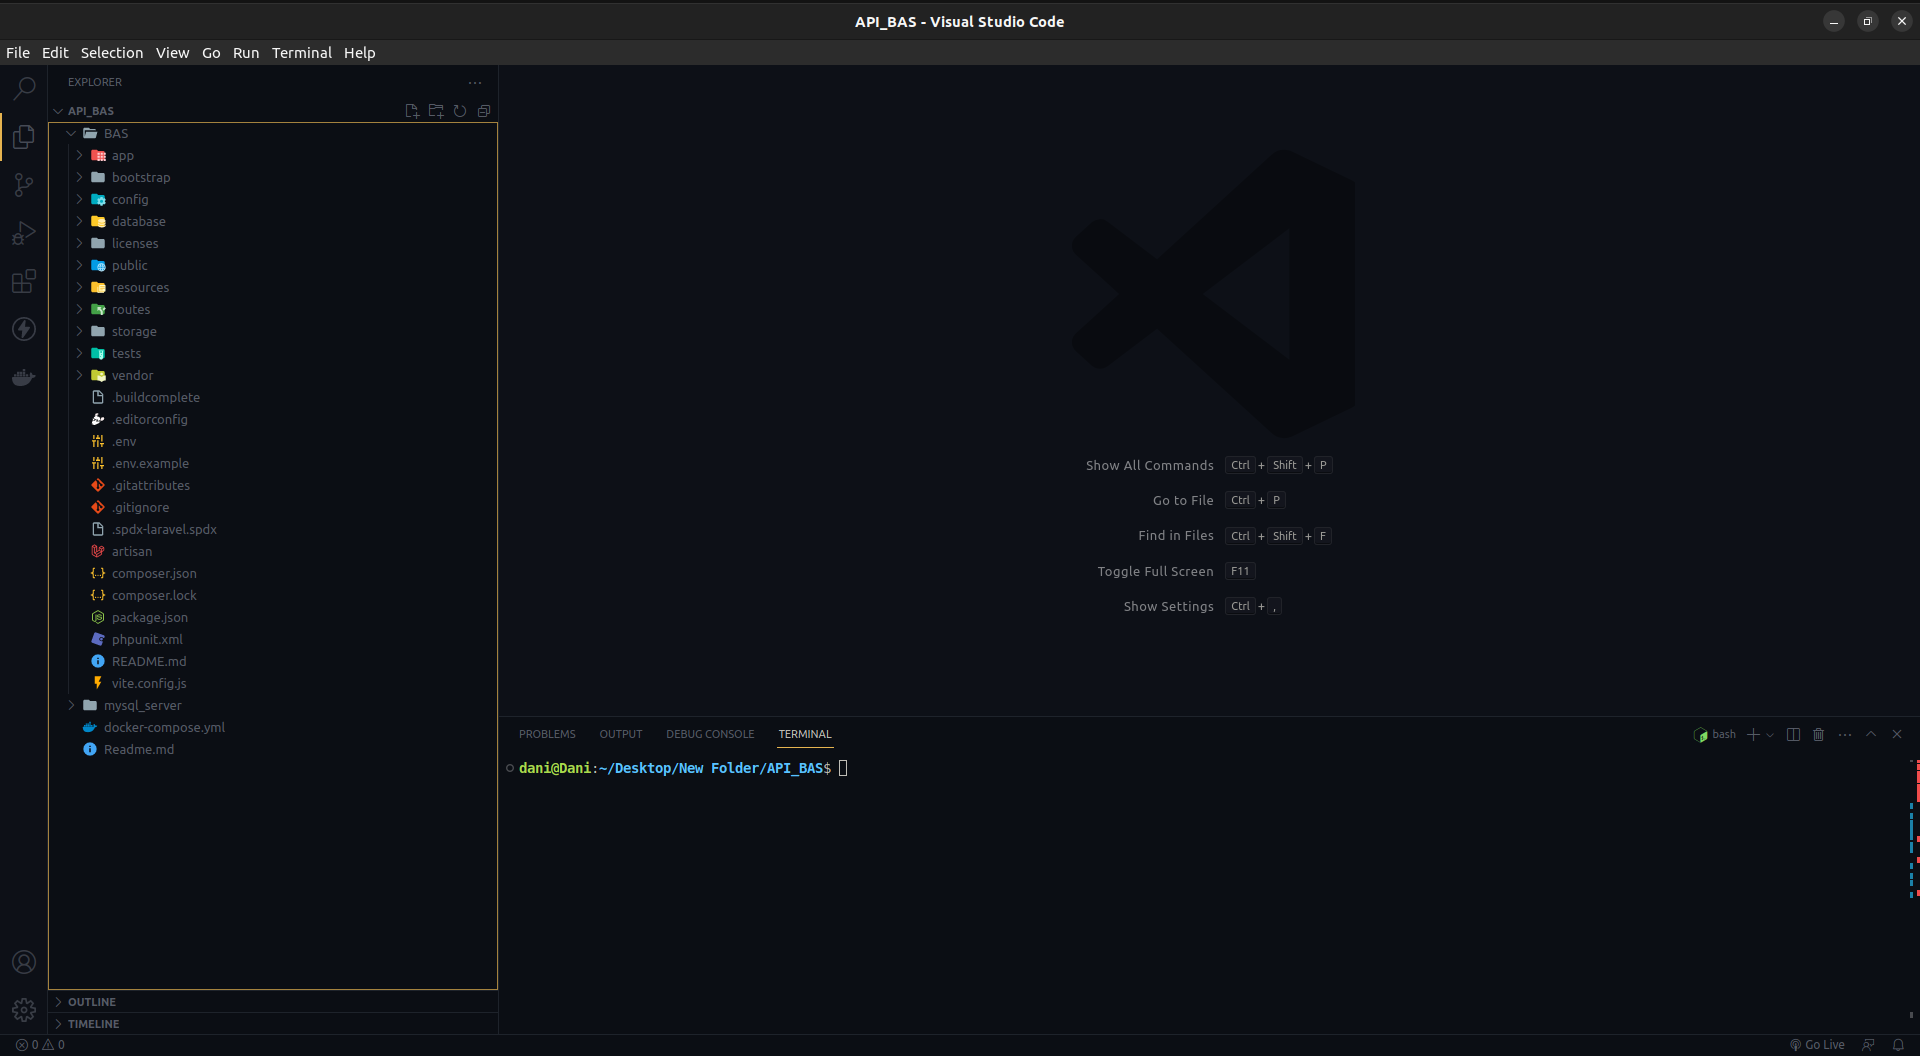 API_BAS - Visual Studio Code
File Edit Selection View Go Run Terminal Help
EXPLORER
API_BAS
BAS
app
bootstrap
config
database
licenses
public
resources
routes
storage
tests
vendor
.buildcomplete
.editorconfig
.env
.env.example
.gitattributes
.gitignore
.spdx-laravel.spdx
artisan
composer.json
composer.lock
package.json
phpunit.xml
README.md
vite.config.js
mysql_server
docker-compose.yml
Readme.md
OUTLINE
TIMELINE
Show All Commands Ctrl + Shift + P
Go to File Ctrl + P
Find in Files Ctrl + Shift + F
Toggle Full Screen F11
Show Settings Ctrl + ,
PROBLEMS OUTPUT DEBUG CONSOLE TERMINAL bash
dani@Dani:~/Desktop/New Folder/API_BAS$
0 0 Go Live